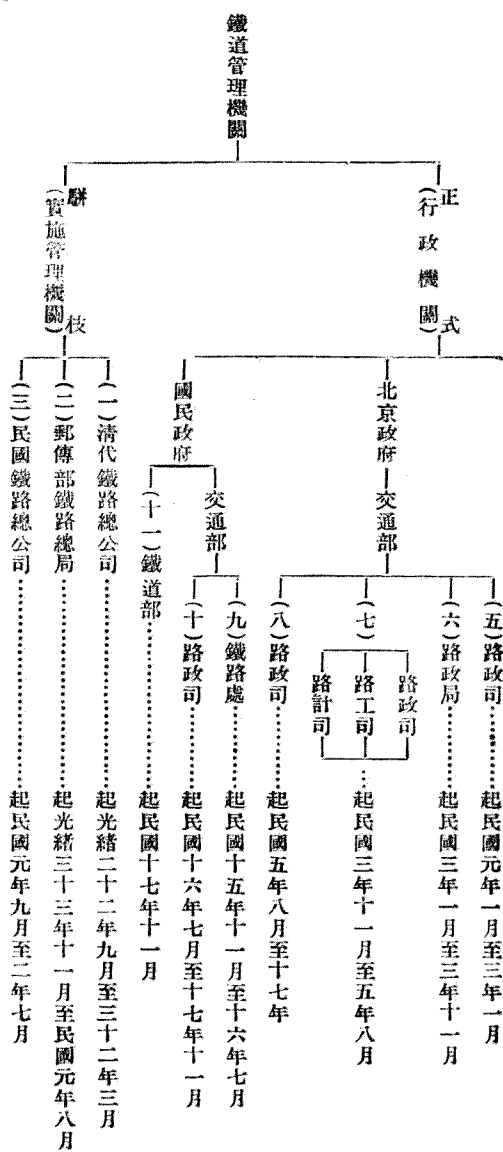 鐵道管理機關
正式
(行政機關)
北京政府
交通部
(五)路政司………起民國元年一月至三年一月
(六)路政局………起民國三年一月至三年十一月
(七)
路政司
路工司
路計司
…起民國三年十一月至五年八月
(八)路政司………起民國五年八月至十七年
國民政府
交通部
(九)鐵路處………起民國十五年十一月至十六年七月
(十)路政司………起民國十六年七月至十七年十一月
(十一)鐵道部………起民國十七年十一月
駢枝
(實施管理機關)
(一)清代鐵路總公司………起光緒二十二年九月至三十二年三月
(二)郵傳部鐵路總局………起光緒三十三年十一月至民國元年八月
(三)民國鐵路總公司………起民國元年九月至二年七月